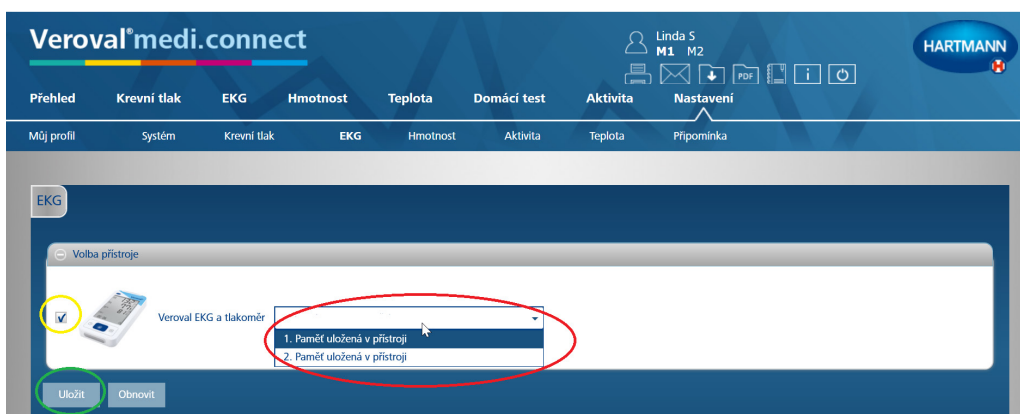 Veroval®medi.connect
Linda S
M1 M2
HARTMANN
PDF
i
Přehled Krevní tlak EKG Hmotnost Teplota Domácí test Aktivita Nastavení
Můj profil Systém Krevní tlak EKG Hmotnost Aktivita Teplota Připomínka
EKG
Volba přístroje
Veroval EKG a tlakoměr
1. Paměť uložená v přístroji
2. Paměť uložená v přístroji
Uložit Obnovit